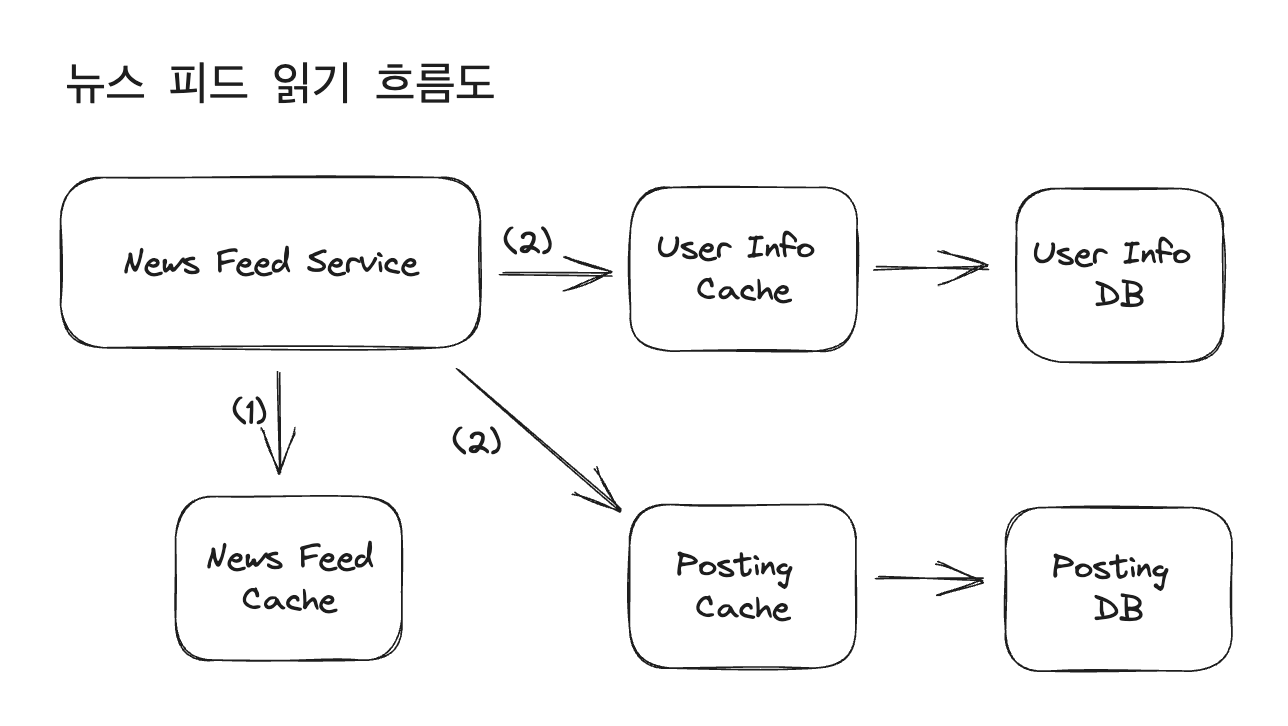 뉴스 피드 읽기 흐름도
News Feed Service
(2)
User Info
Cache
User Info
DB
(1)
(2)
News Feed
Cache
Posting
Cache
Posting
DB